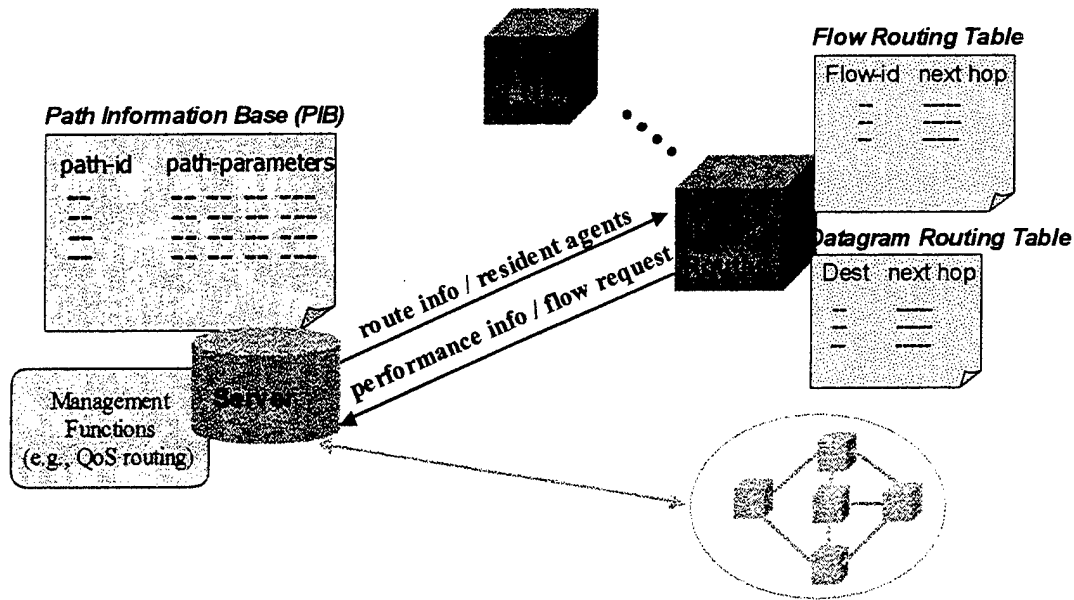 Flow Routing Table
Flow-id next hop
Path Information Base (PIB)
path-id path-parameters
route info / resident agents
performance info / flow request
Datagram Routing Table
Dest next hop
Server
Management
Functions
(e.g., QoS routing)